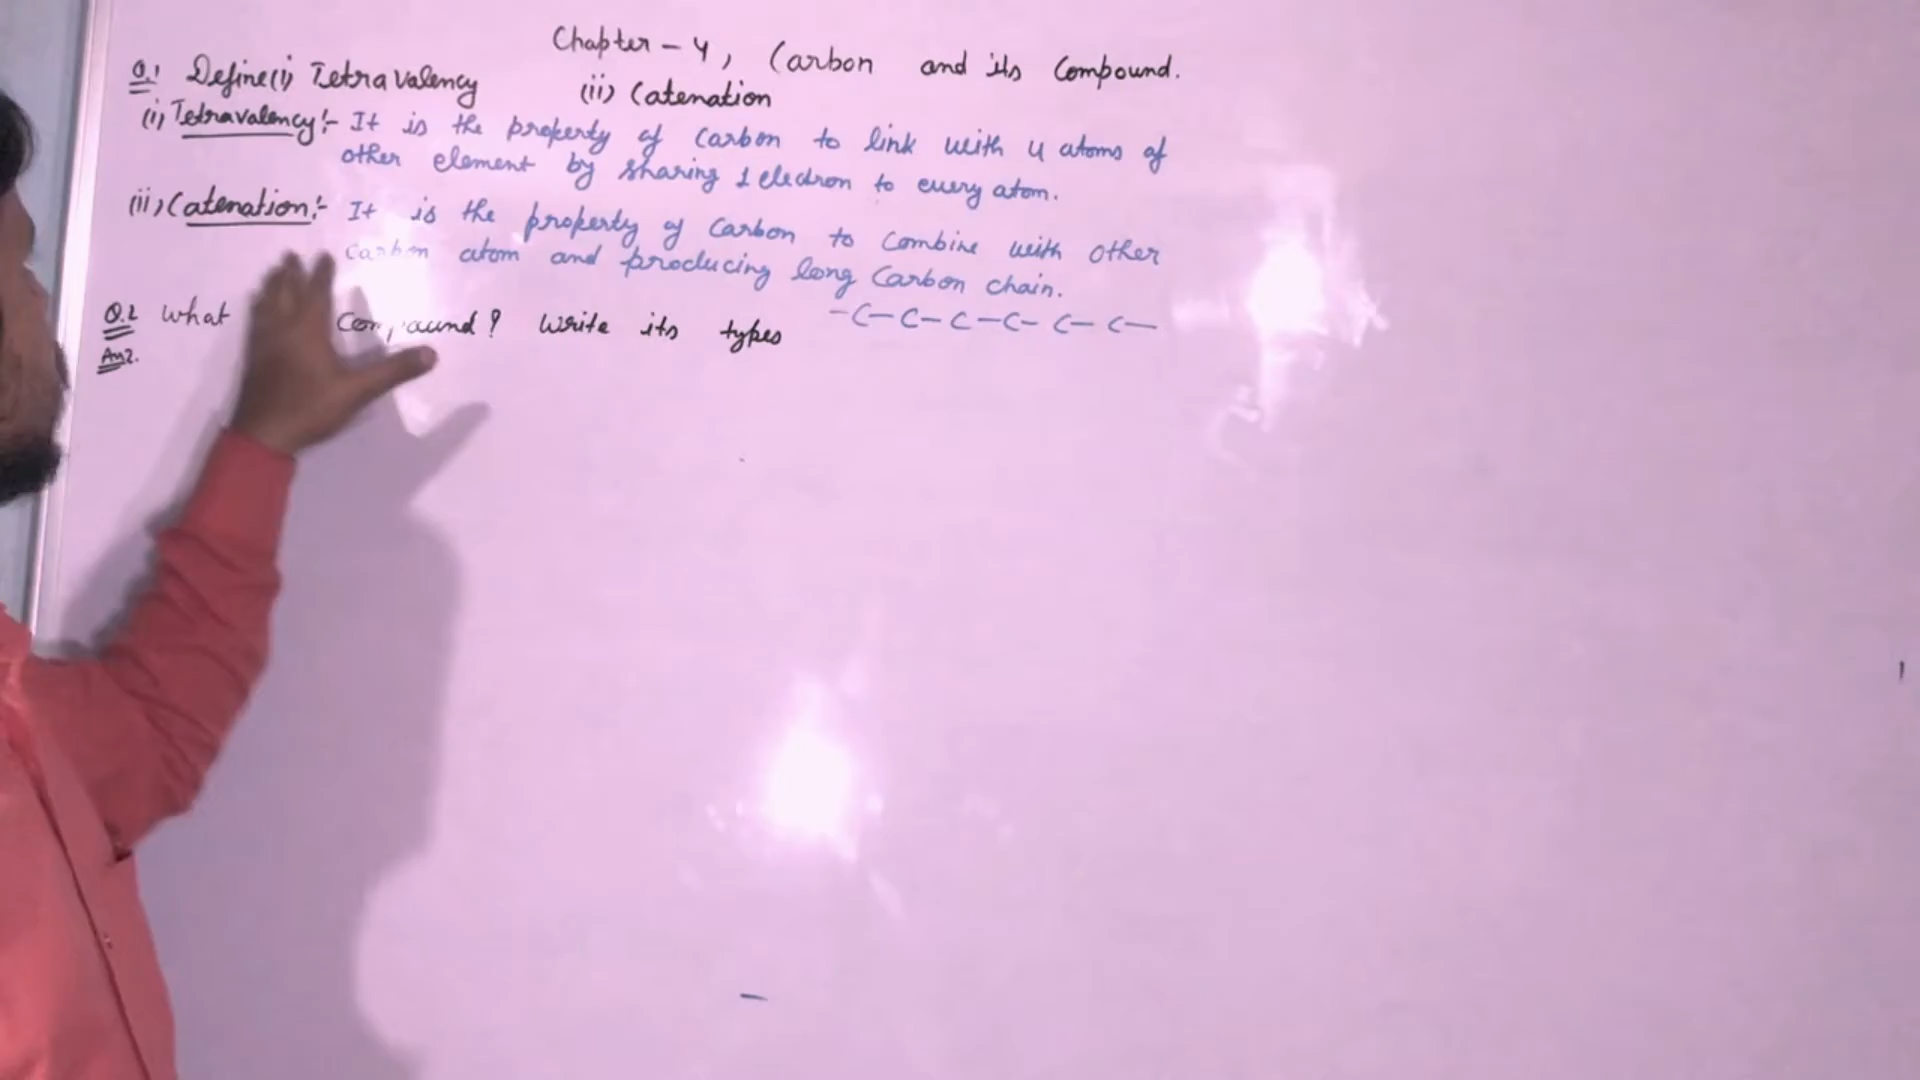 Chapter - 4, Carbon and its Compound.
Q.1 Define (i) Tetravalency (ii) Catenation
(i) Tetravalency:- It is the property of Carbon to link with 4 atoms of
other element by sharing 1 electron to every atom.
(ii) Catenation:- It is the property of Carbon to Combine with other
Carbon atom and producing long Carbon chain.
-C-C-C-C-C-C-
Q.2 What Compound? Write its types
Ans.